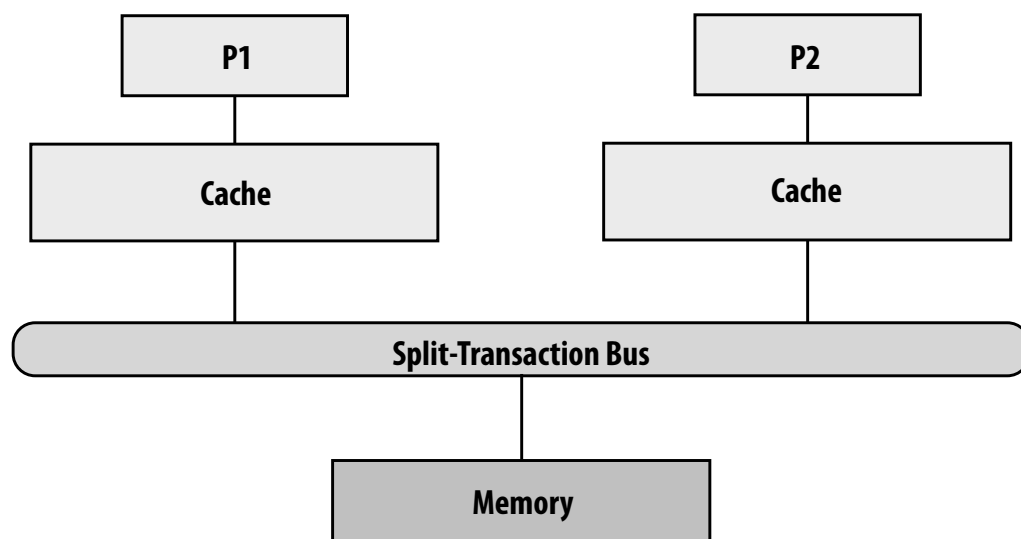 P1
P2
Cache
Cache
Split-Transaction Bus
Memory